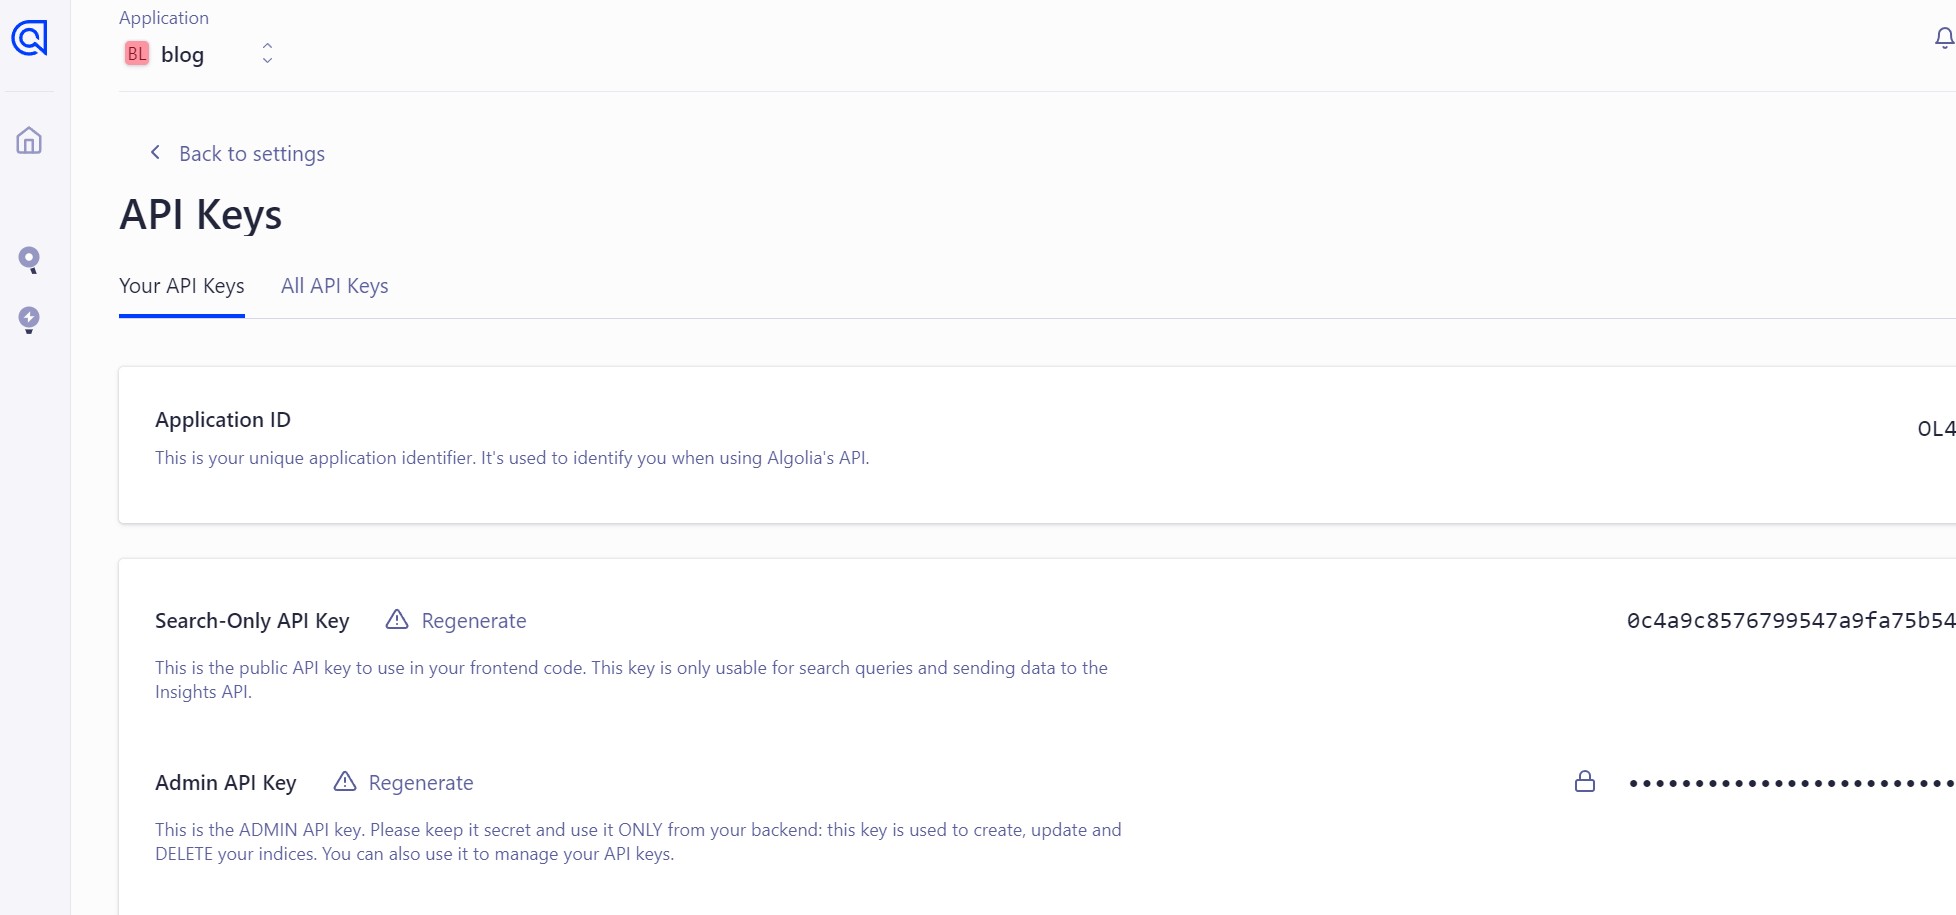 Application
BL blog
Back to settings
API Keys
Your API Keys All API Keys
Application ID
OL4
This is your unique application identifier. It's used to identify you when using Algolia's API.
Search-Only API Key Regenerate 0c4a9c8576799547a9fa75b54
This is the public API key to use in your frontend code. This key is only usable for search queries and sending data to the
Insights API.
Admin API Key Regenerate •••••••••••••••••••••••••
This is the ADMIN API key. Please keep it secret and use it ONLY from your backend: this key is used to create, update and
DELETE your indices. You can also use it to manage your API keys.